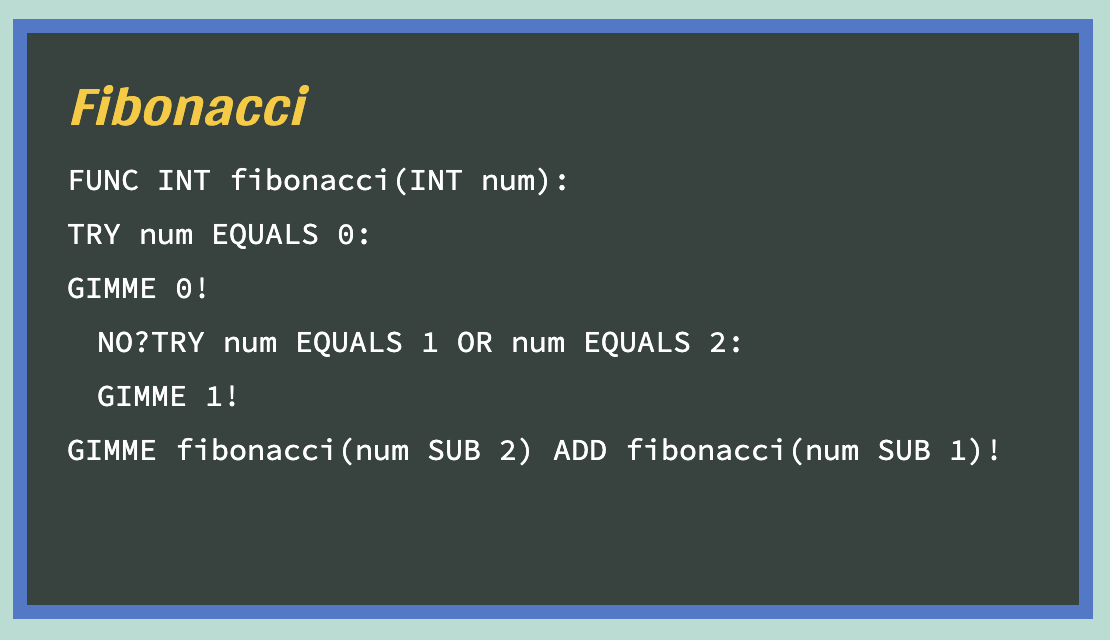 Fibonacci
FUNC INT fibonacci(INT num):
TRY num EQUALS 0:
GIMME 0!
NO?TRY num EQUALS 1 OR num EQUALS 2:
GIMME 1!
GIMME fibonacci(num SUB 2) ADD fibonacci(num SUB 1)!